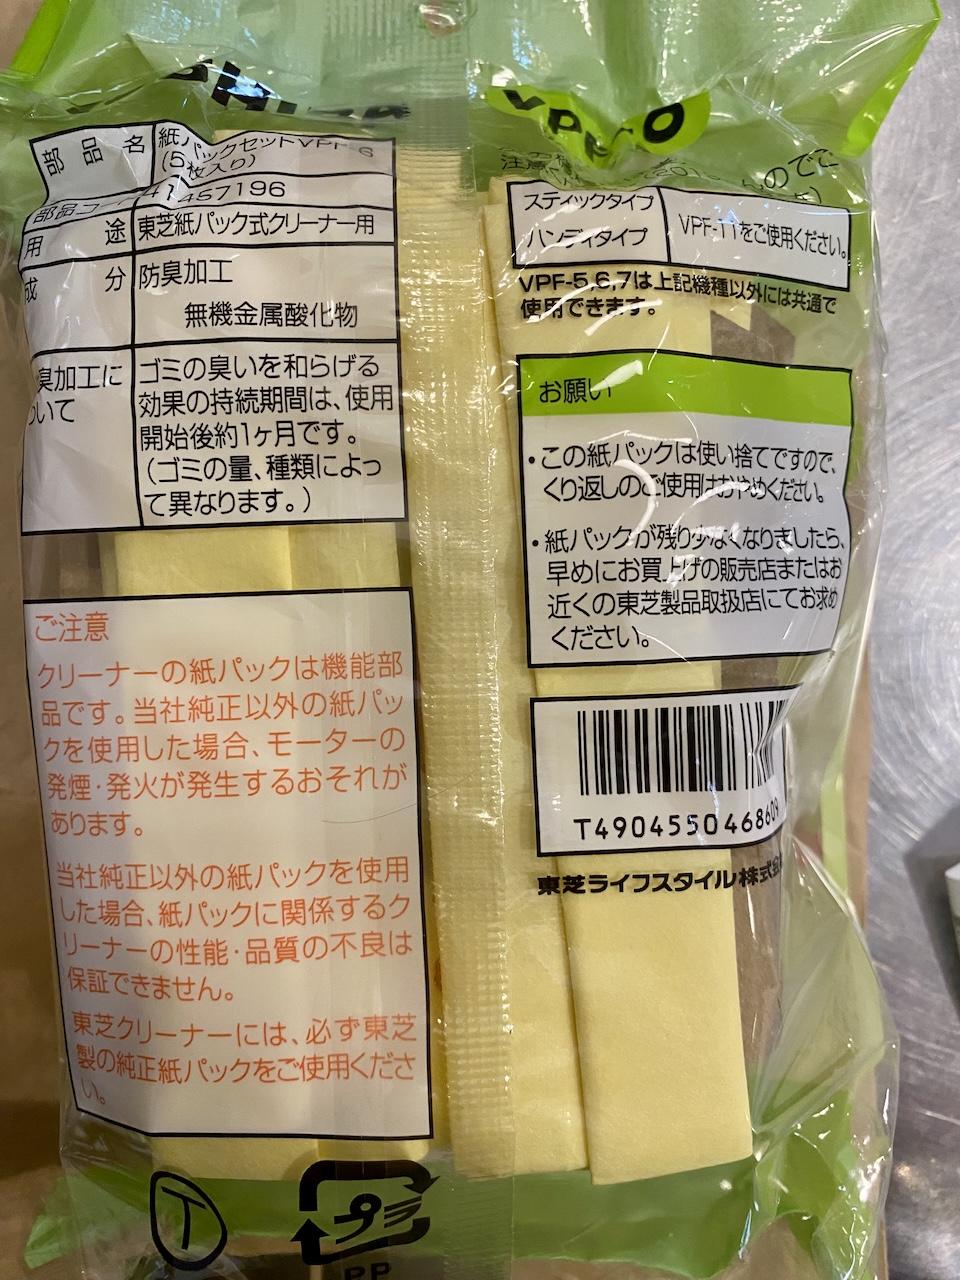 VPF-6
部品名
紙パックセットVPF-6
(5枚入り)
部品コード
41457196
用途
東芝紙パック式クリーナー用
成分
防臭加工
無機金属酸化物
臭加工に
ついて
ゴミの臭いを和らげる
効果の持続期間は、使用
開始後約1ヶ月です。
(ゴミの量、種類によっ
て異なります。)
ご注意
クリーナーの紙パックは機能部
品です。当社純正以外の紙パッ
クを使用した場合、モーターの
発煙・発火が発生するおそれが
あります。
当社純正以外の紙パックを使用
した場合、紙パックに関係するク
リーナーの性能・品質の不良は
保証できません。
東芝クリーナーには、必ず東芝
製の純正紙パックをご使用くださ
い。
プラ
PP
スティックタイプ
ハンディタイプ
VPF-11をご使用ください。
VPF-5,6,7は上記機種以外には共通で
使用できます。
お願い
・この紙パックは使い捨てですので、
くり返しのご使用はおやめください。
・紙パックが残り少なくなりましたら、
早めにお買上げの販売店またはお
近くの東芝製品取扱店にてお求め
ください。
T4904550468609
東芝ライフスタイル株式会